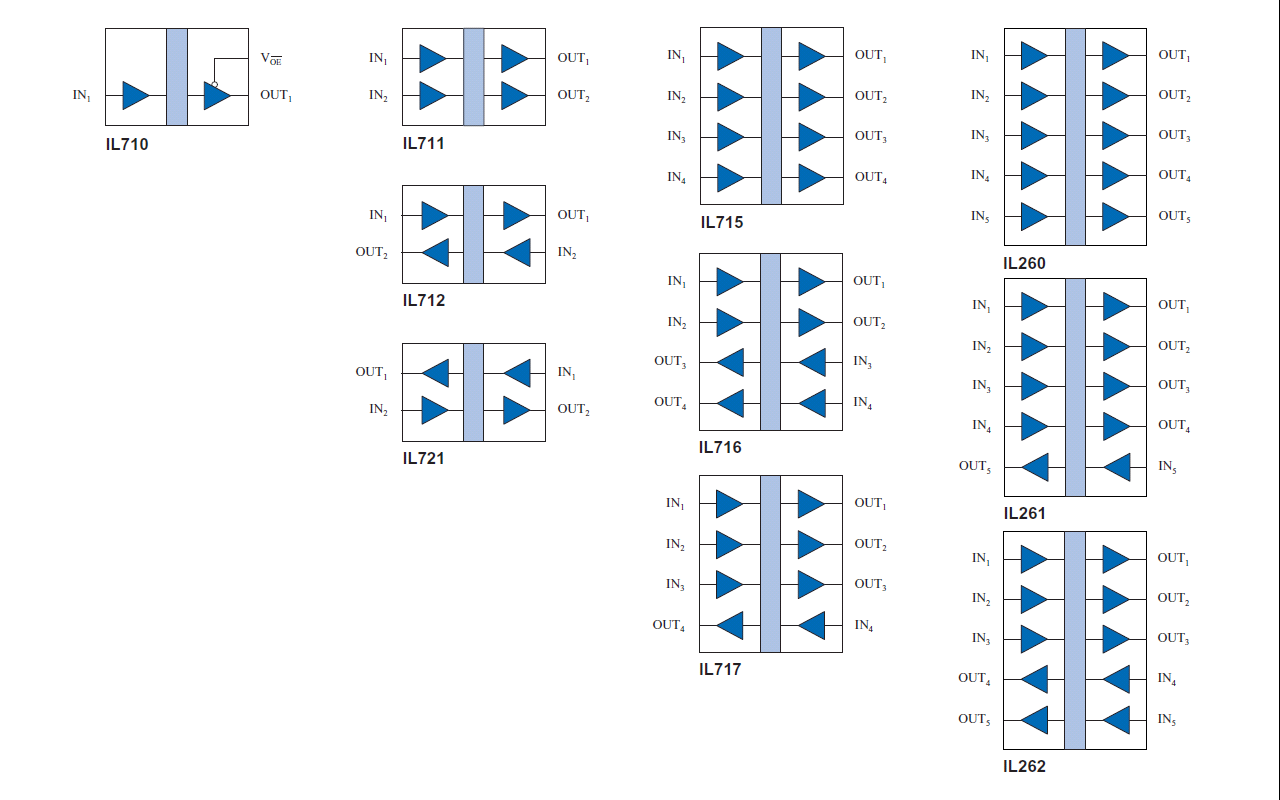 V_OE
IN1 OUT1
IL710
IN1 OUT1
IN2 OUT2
IL711
IN1 OUT1
OUT2 IN2
IL712
OUT1 IN1
IN2 OUT2
IL721
IN1 OUT1
IN2 OUT2
IN3 OUT3
IN4 OUT4
IL715
IN1 OUT1
IN2 OUT2
OUT3 IN3
OUT4 IN4
IL716
IN1 OUT1
IN2 OUT2
IN3 OUT3
OUT4 IN4
IL717
IN1 OUT1
IN2 OUT2
IN3 OUT3
IN4 OUT4
IN5 OUT5
IL260
IN1 OUT1
IN2 OUT2
IN3 OUT3
IN4 OUT4
OUT5 IN5
IL261
IN1 OUT1
IN2 OUT2
IN3 OUT3
OUT4 IN4
OUT5 IN5
IL262